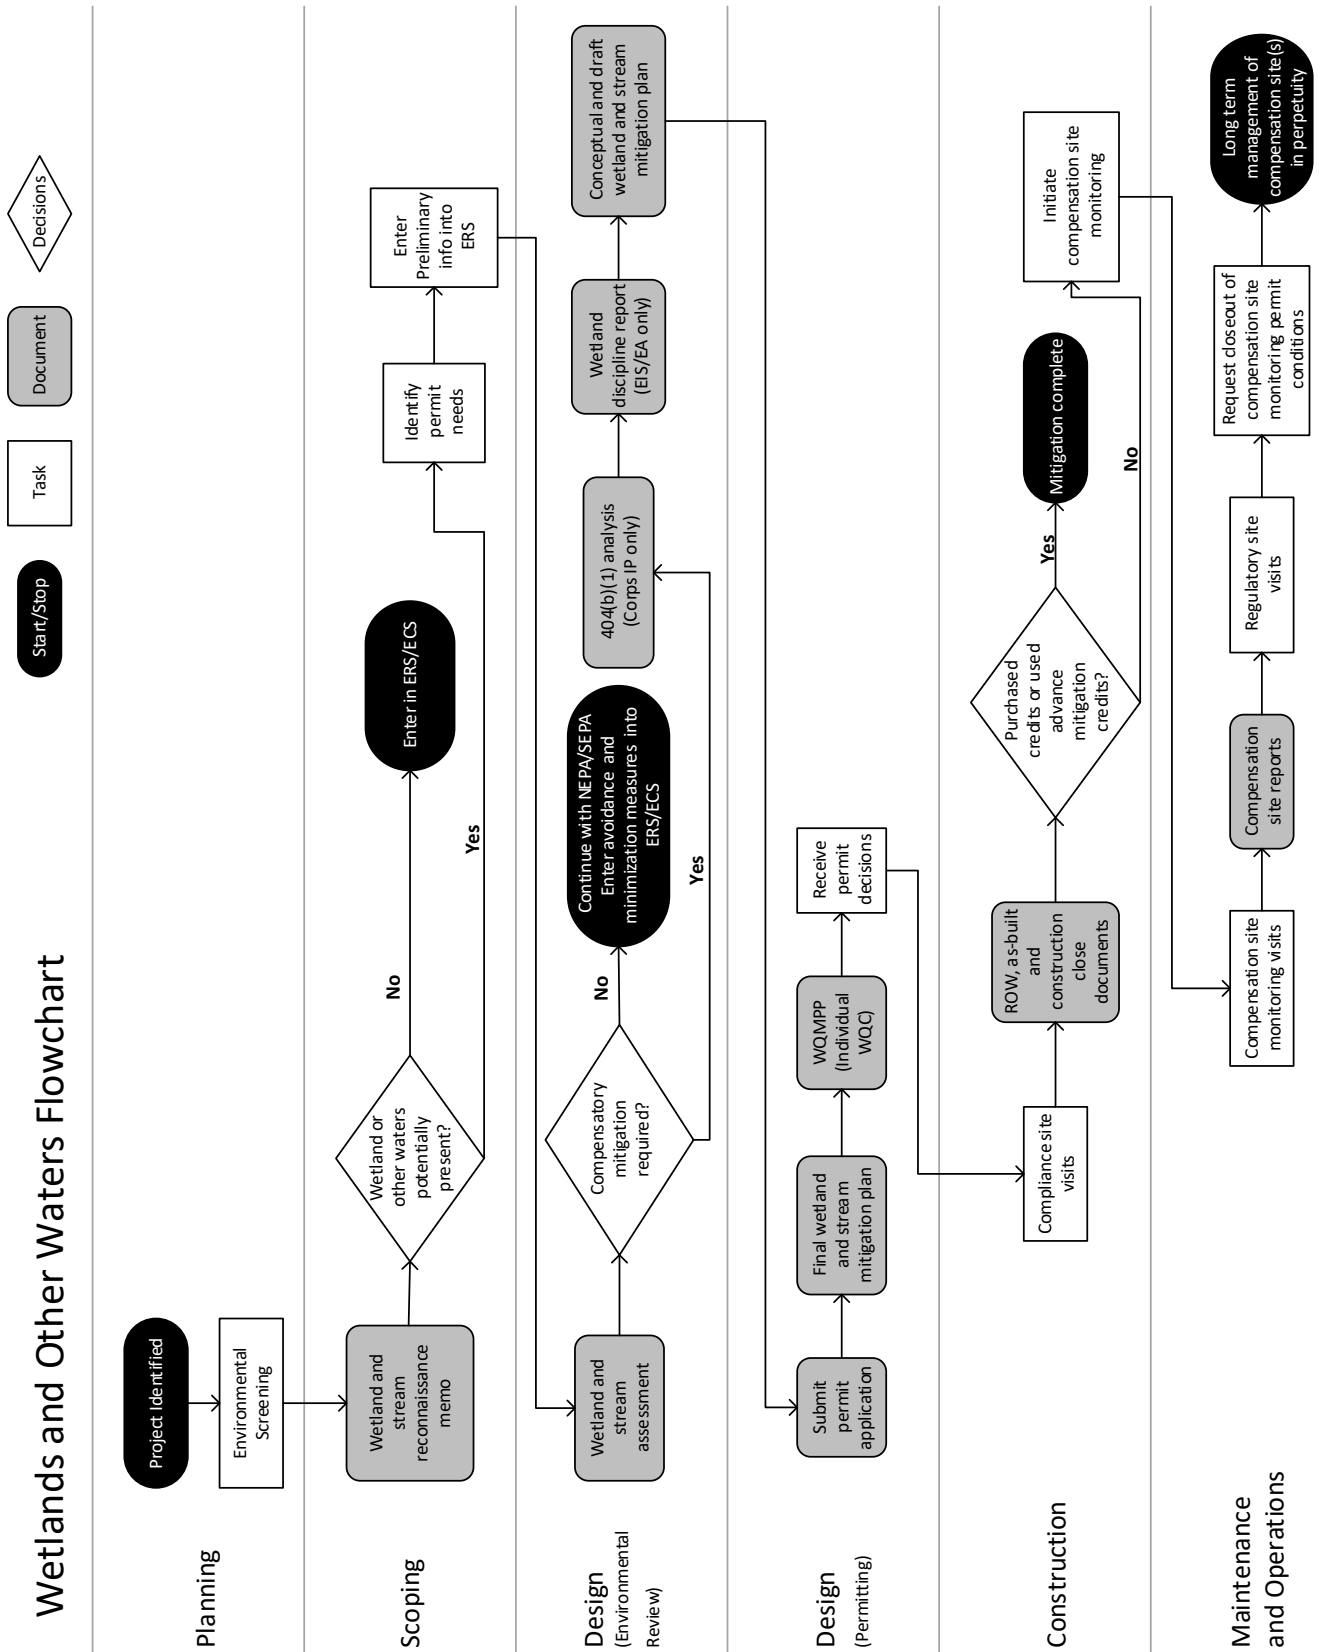 Wetlands and Other Waters Flowchart
Start/Stop
Task
Document
Decisions
Planning
Project Identified
Environmental
Screening
Scoping
Wetland and
stream
reconnaissance
memo
Wetland or
other waters
potentially
present?
No
Enter in ERS/ECS
Yes
Identify
permit
needs
Enter
Preliminary
info into
ERS
Design
(Environmental
Review)
Wetland and
stream
assessment
Compensatory
mitigation
required?
No
Continue with NEPA/SEPA
Enter avoidance and
minimization measures into
ERS/ECS
Yes
404(b)(1) analysis
(Corps IP only)
Wetland
discipline report
(EIS/EA only)
Conceptual and draft
wetland and stream
mitigation plan
Design
(Permitting)
Submit
permit
application
Final wetland
and stream
mitigation plan
WQMPP
(Individual
WQC)
Receive
permit
decisions
Construction
Compliance site
visits
ROW, as-built
and
construction
close
documents
Purchased
credits or used
advance
mitigation
credits?
Yes
Mitigation complete
No
Initiate
compensation site
monitoring
Maintenance
and Operations
Compensation site
monitoring visits
Compensation
site reports
Regulatory site
visits
Request closeout of
compensation site
monitoring permit
conditions
Long term
management of
compensation site(s)
in perpetuity